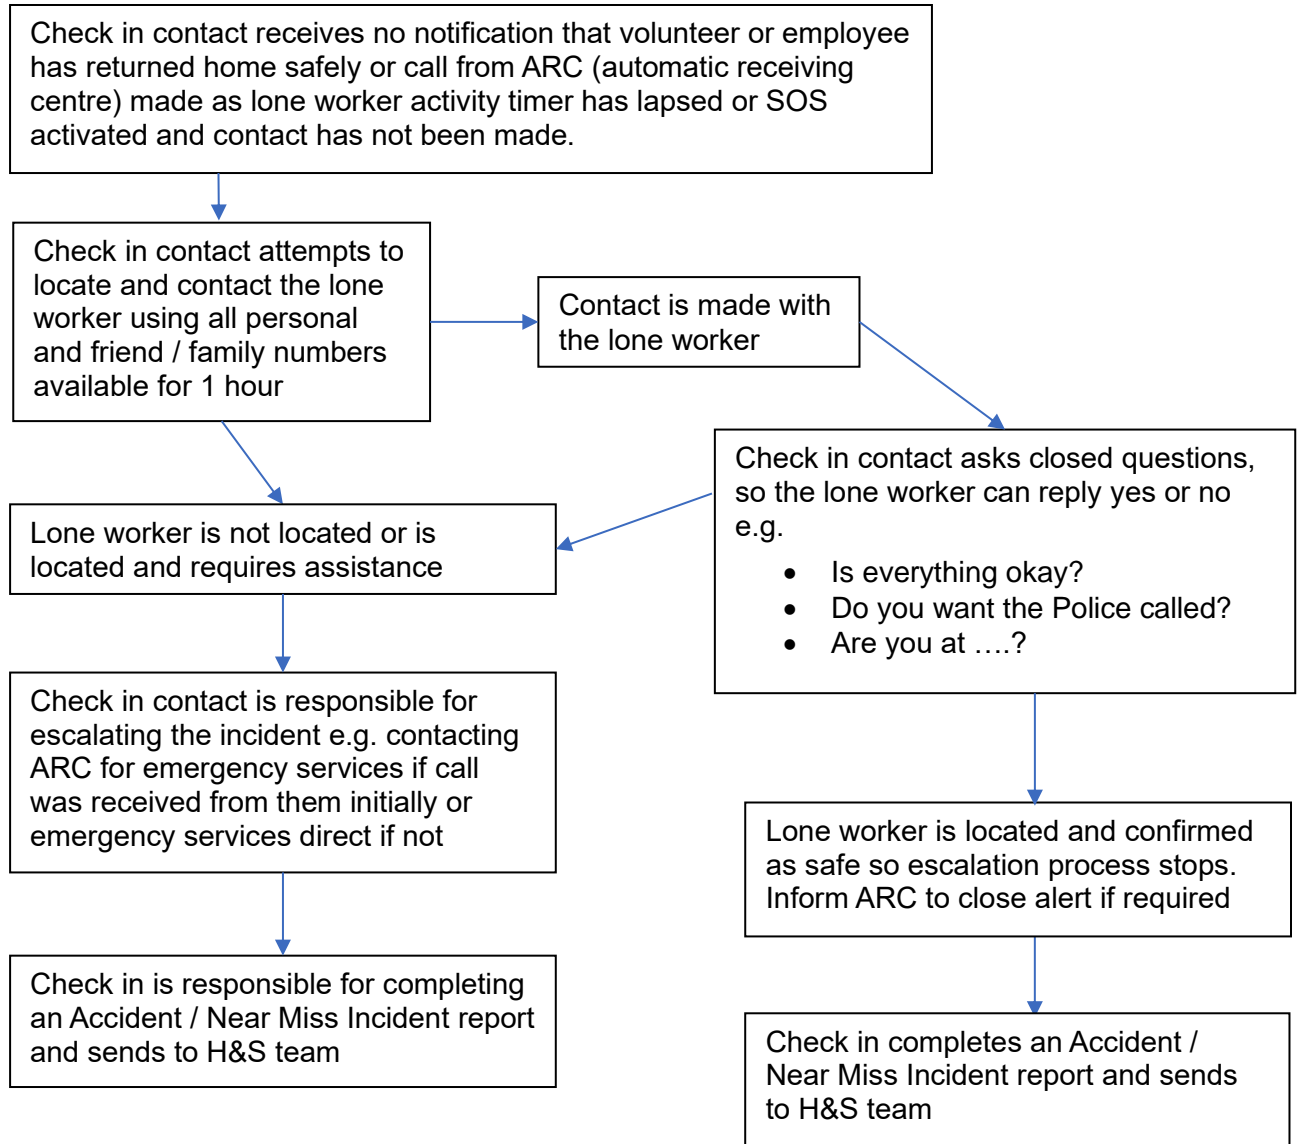 Check in contact receives no notification that volunteer or employee
has returned home safely or call from ARC (automatic receiving
centre) made as lone worker activity timer has lapsed or SOS
activated and contact has not been made.
Check in contact attempts to
locate and contact the lone
worker using all personal
and friend / family numbers
available for 1 hour
Contact is made with
the lone worker
Check in contact asks closed questions,
so the lone worker can reply yes or no
e.g.
• Is everything okay?
• Do you want the Police called?
• Are you at ….?
Lone worker is not located or is
located and requires assistance
Check in contact is responsible for
escalating the incident e.g. contacting
ARC for emergency services if call
was received from them initially or
emergency services direct if not
Lone worker is located and confirmed
as safe so escalation process stops.
Inform ARC to close alert if required
Check in is responsible for completing
an Accident / Near Miss Incident report
and sends to H&S team
Check in completes an Accident /
Near Miss Incident report and sends
to H&S team